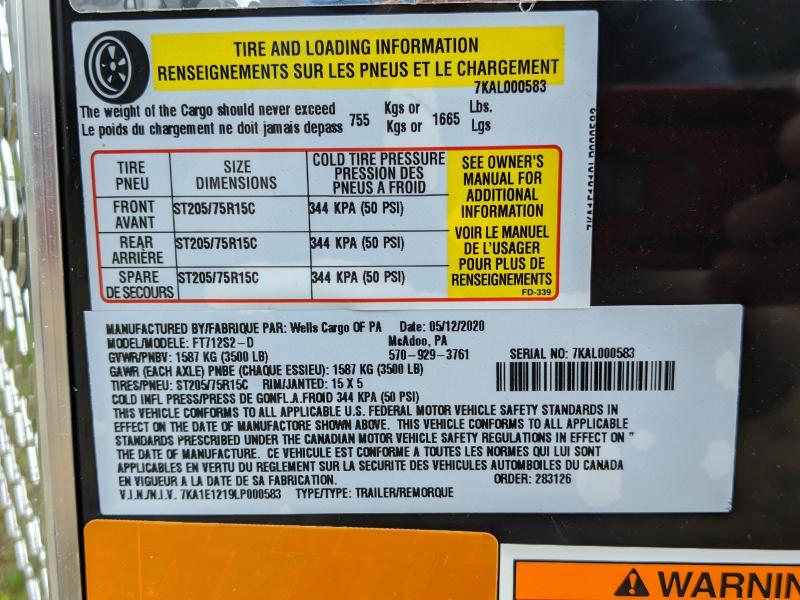 TIRE AND LOADING INFORMATION
RENSEIGNEMENTS SUR LES PNEUS ET LE CHARGEMENT
7KAL000583
The weight of the Cargo should never exceed 755 Kgs or 1665 Lbs.
Le poids du chargement ne doit jamais depass Kgs or Lgs
TIRE PNEU
SIZE DIMENSIONS
COLD TIRE PRESSURE
PRESSION DES
PNEUS A FROID
FRONT AVANT
ST205/75R15C
344 KPA (50 PSI)
REAR ARRIÈRE
ST205/75R15C
344 KPA (50 PSI)
SPARE DE SECOURS
ST205/75R15C
344 KPA (50 PSI)
SEE OWNER'S
MANUAL FOR
ADDITIONAL
INFORMATION
VOIR LE MANUEL
DE L'USAGER
POUR PLUS DE
RENSEIGNEMENTS
FD-339
7KA1E1219LP000583
MANUFACTURED BY/FABRIQUE PAR: Wells Cargo OF PA Date: 05/12/2020
MODEL/MODELE: FT712S2-D McAdoo, PA
GVWR/PNBV: 1587 KG (3500 LB) 570-929-3761 SERIAL NO: 7KAL000583
GAWR (EACH AXLE) PNBE (CHAQUE ESSIEU): 1587 KG (3500 LB)
TIRES/PNEU: ST205/75R15C RIM/JANTED: 15 X 5
COLD INFL PRESS/PRESS DE GONFL.A.FROID 344 KPA (50 PSI)
THIS VEHICLE CONFORMS TO ALL APPLICABLE U.S. FEDERAL MOTOR VEHICLE SAFETY STANDARDS IN
EFFECT ON THE DATE OF MANUFACTORE SHOWN ABOVE. THIS VEHICLE CONFORMS TO ALL APPLICABLE
STANDARDS PRESCRIBED UNDER THE CANADIAN MOTOR VEHICLE SAFETY REGULATIONS IN EFFECT ON "
THE DATE OF MANUFACTURE. CE VEHICULE EST CONFORME A TOUTES LES NORMES QUI LUI SONT
APPLICABLES EN VERTU DU REGLEMENT SUR LA SECURITE DES VEHICULES AUTOMBOILES DU CANADA
EN VIGUEUR A LA DATE DE SA FABRICATION. ORDER: 283126
V.I.N./N.I.V. 7KA1E1219LP000583 TYPE/TYPE: TRAILER/REMORQUE
WARNIN